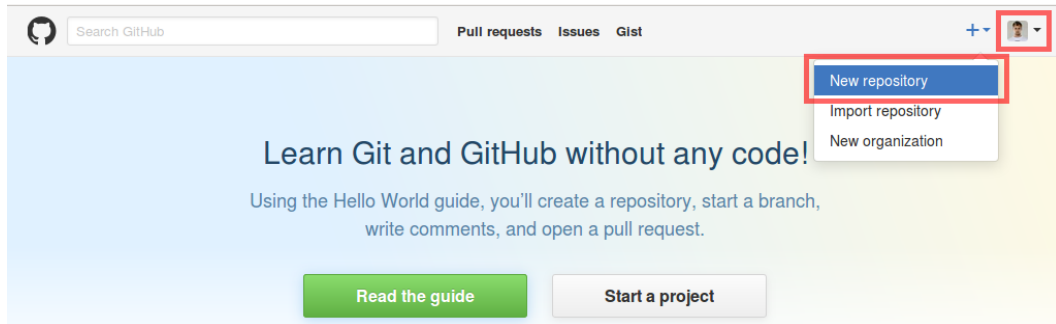 Search GitHub
Pull requests Issues Gist
New repository
Import repository
New organization
Learn Git and GitHub without any code!
Using the Hello World guide, you'll create a repository, start a branch,
write comments, and open a pull request.
Read the guide
Start a project